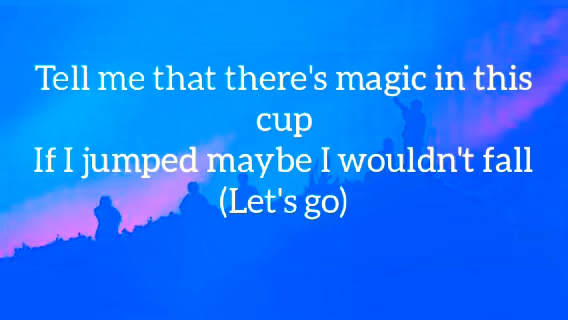 Tell me that there's magic in this
cup
If I jumped maybe I wouldn't fall
(Let's go)